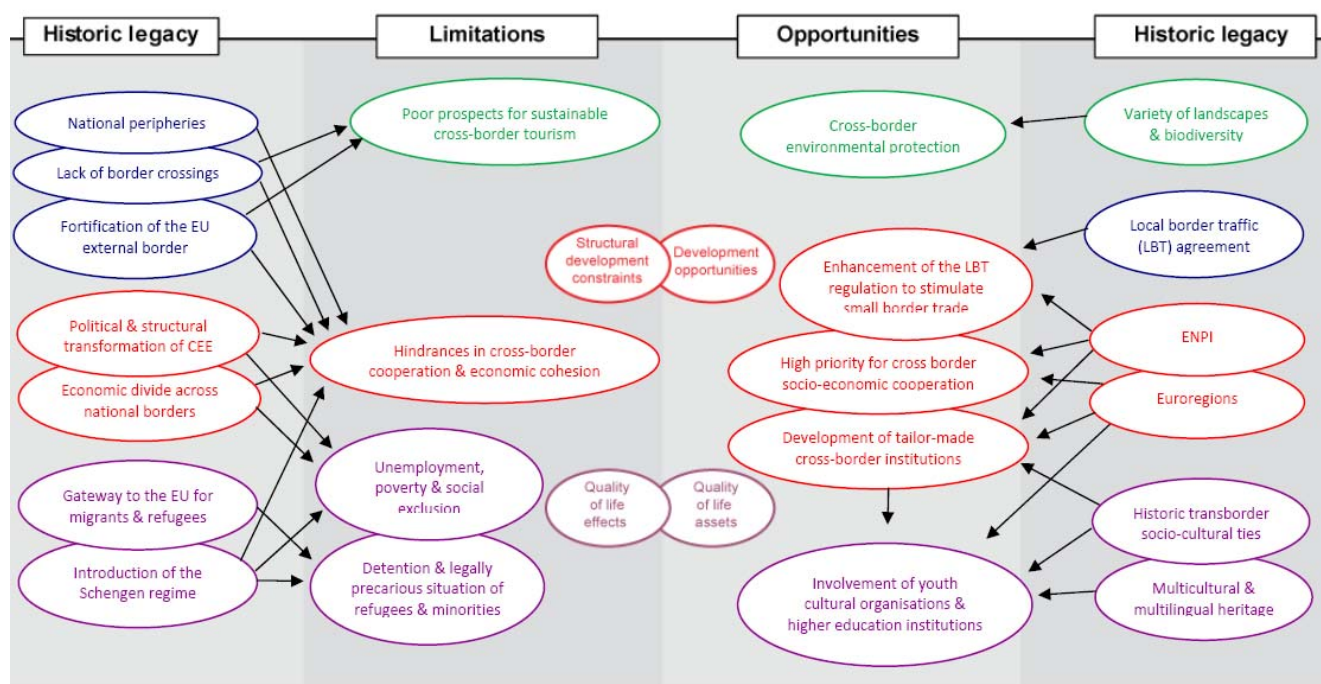 Historic legacy
Limitations
Opportunities
Historic legacy
National peripheries
Lack of border crossings
Fortification of the EU
external border
Political & structural
transformation of CEE
Economic divide across
national borders
Gateway to the EU for
migrants & refugees
Introduction of the
Schengen regime
Poor prospects for sustainable
cross-border tourism
Hindrances in cross-border
cooperation & economic cohesion
Unemployment,
poverty & social
exclusion
Detention & legally
precarious situation of
refugees & minorities
Structural
development
constraints
Development
opportunities
Quality
of life
effects
Quality
of life
assets
Cross-border
environmental protection
Enhancement of the LBT
regulation to stimulate
small border trade
High priority for cross border
socio-economic cooperation
Development of tailor-made
cross-border institutions
Involvement of youth
cultural organisations &
higher education institutions
Variety of landscapes
& biodiversity
Local border traffic
(LBT) agreement
ENPI
Euroregions
Historic transborder
socio-cultural ties
Multicultural &
multilingual heritage